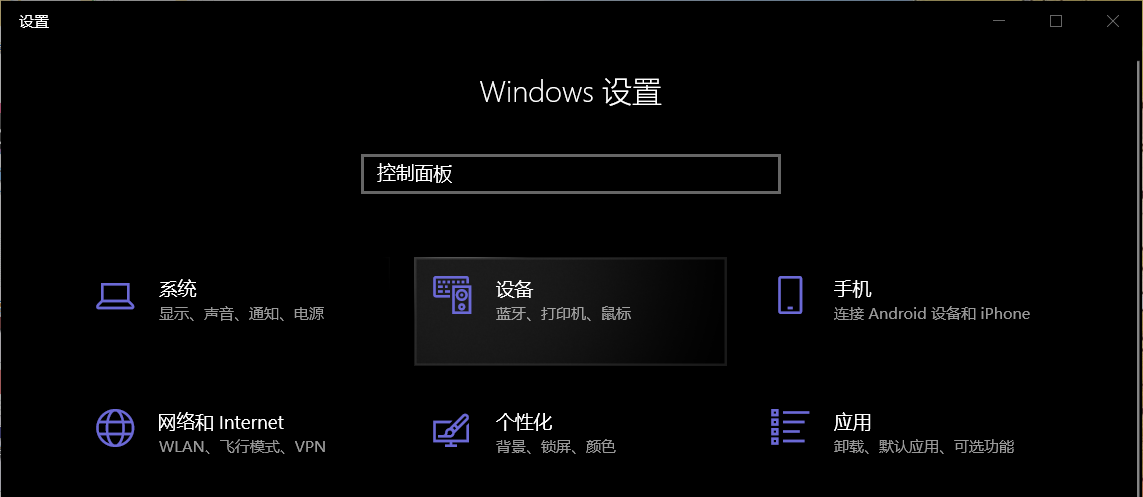 设置
Windows 设置
控制面板
系统
显示、声音、通知、电源
设备
蓝牙、打印机、鼠标
手机
连接 Android 设备和 iPhone
网络和 Internet
WLAN、飞行模式、VPN
个性化
背景、锁屏、颜色
应用
卸载、默认应用、可选功能